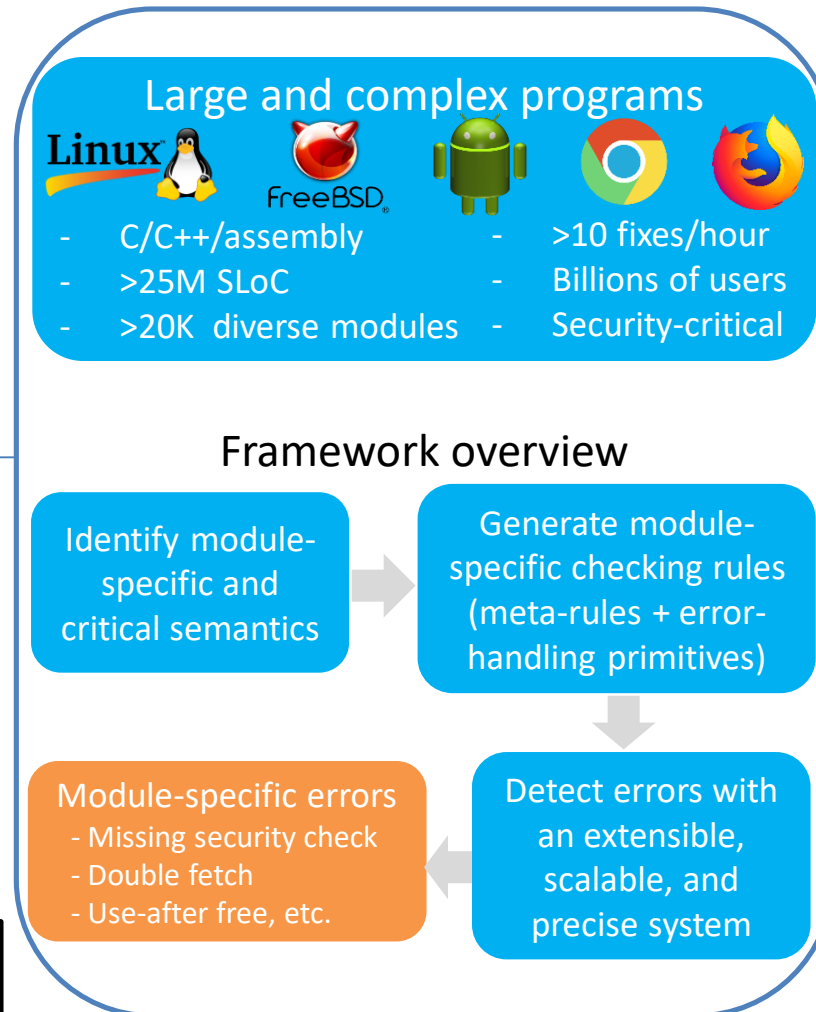 Large and complex programs
Linux
FreeBSD®
- C/C++/assembly
- >25M SLoC
- >20K diverse modules
- >10 fixes/hour
- Billions of users
- Security-critical
Framework overview
Identify module-
specific and
critical semantics
Generate module-
specific checking rules
(meta-rules + error-
handling primitives)
Detect errors with
an extensible,
scalable, and
precise system
Module-specific errors
- Missing security check
- Double fetch
- Use-after free, etc.